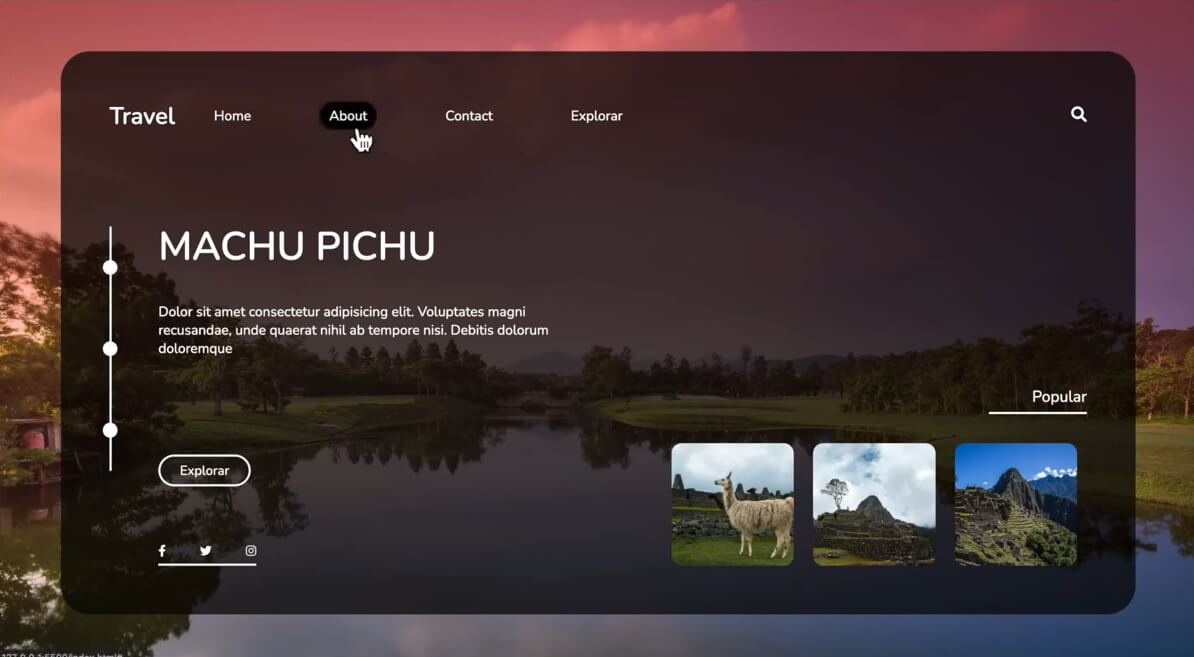 Travel Home About Contact Explorar
MACHU PICHU
Dolor sit amet consectetur adipisicing elit. Voluptates magni
recusandae, unde quaerat nihil ab tempore nisi. Debitis dolorum
doloremque
Popular
Explorar